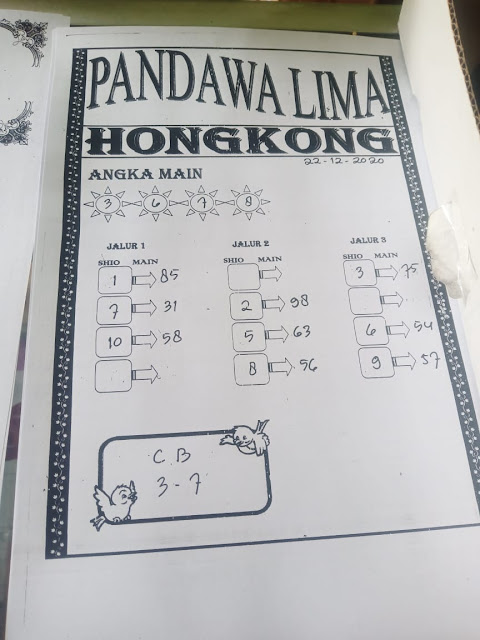 PANDAWA LIMA
HONGKONG
22-12-2020
ANGKA MAIN
3 6 7 8
JALUR 1
SHIO MAIN
1 85
7 31
10 58
JALUR 2
SHIO MAIN
2 98
5 63
8 56
JALUR 3
SHIO MAIN
3 75
6 54
9 57
C B
3-7